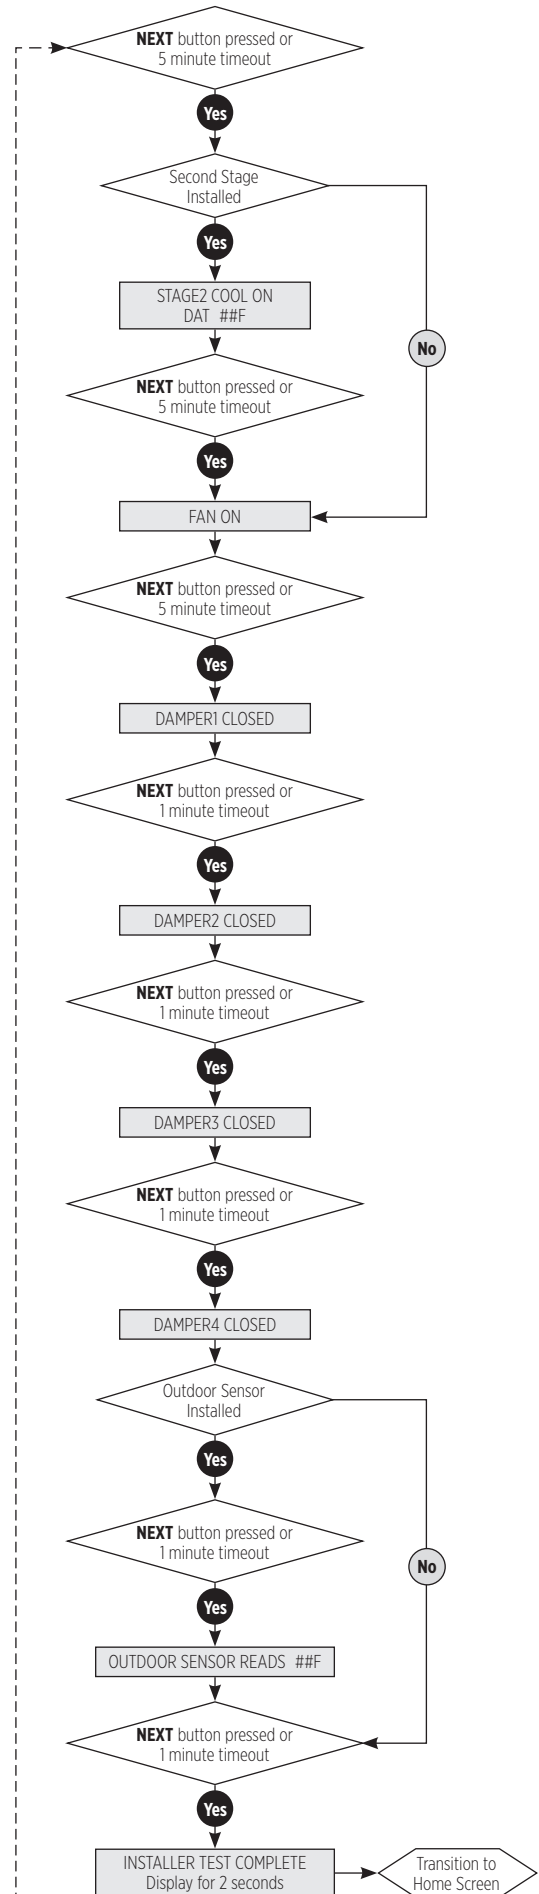 NEXT button pressed or
5 minute timeout
Yes
Second Stage
Installed
Yes
STAGE2 COOL ON
DAT ##F
No
NEXT button pressed or
5 minute timeout
Yes
FAN ON
NEXT button pressed or
5 minute timeout
Yes
DAMPER1 CLOSED
NEXT button pressed or
1 minute timeout
Yes
DAMPER2 CLOSED
NEXT button pressed or
1 minute timeout
Yes
DAMPER3 CLOSED
NEXT button pressed or
1 minute timeout
Yes
DAMPER4 CLOSED
Outdoor Sensor
Installed
Yes
NEXT button pressed or
1 minute timeout
No
Yes
OUTDOOR SENSOR READS ##F
NEXT button pressed or
1 minute timeout
Yes
INSTALLER TEST COMPLETE
Display for 2 seconds
Transition to
Home Screen